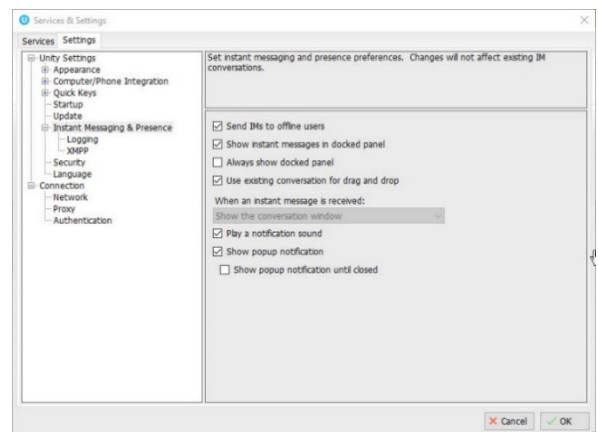 Services & Settings
Services Settings
Unity Settings
Appearance
Computer/Phone Integration
Quick Keys
Startup
Update
Instant Messaging & Presence
Logging
XMPP
Security
Language
Connection
Network
Proxy
Authentication
Set instant messaging and presence preferences. Changes will not affect existing IM
conversations.
Send IMs to offline users
Show instant messages in docked panel
Always show docked panel
Use existing conversation for drag and drop
When an instant message is received:
Show the conversation window
Play a notification sound
Show popup notification
Show popup notification until closed
Cancel OK